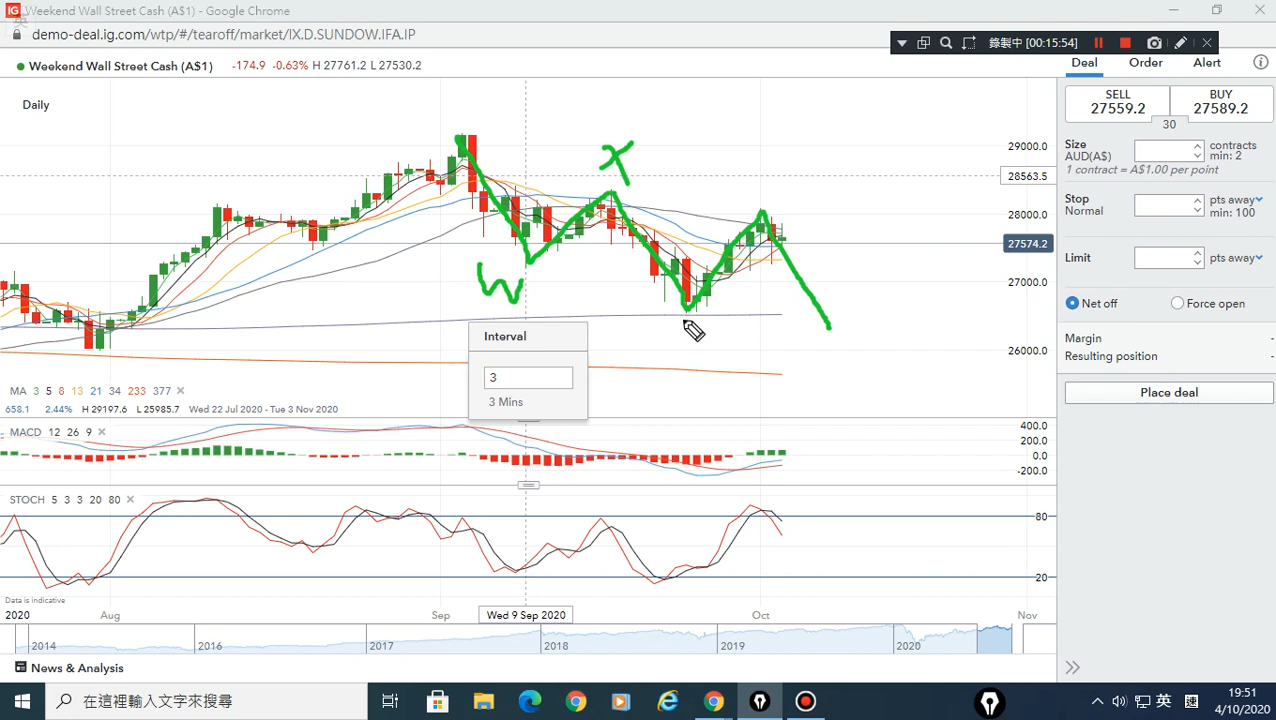 Weekend Wall Street Cash (A$1) - Google Chrome
demo-deal.ig.com/wtp/#/tearoff/market/IX.D.SUNDOW.IFA.IP
錄製中 [00:15:54]
Weekend Wall Street Cash (A$1) -174.9 -0.63% H 27761.2 L 27530.2
Deal Order Alert
Daily
SELL
27559.2
BUY
27589.2
30
Size
AUD(A$)
contracts
min: 2
1 contract = A$1.00 per point
Stop
Normal
pts away
min: 100
Limit
pts away
Net off
Force open
Margin -
Resulting position -
Place deal
29000.0
28563.5
28000.0
27574.2
27000.0
26000.0
X
W
Interval
3
3 Mins
MA 3 5 8 13 21 34 233 377
658.1 2.44% H 29197.6 L 25985.7 Wed 22 Jul 2020 - Tue 3 Nov 2020
MACD 12 26 9
400.0
200.0
0.0
-200.0
STOCH 5 3 3 20 80
80
20
Data is indicative
2020 Aug Sep Wed 9 Sep 2020 Oct Nov
2014 2016 2017 2018 2019 2020
News & Analysis
在這裡輸入文字來搜尋
英
19:51
4/10/2020